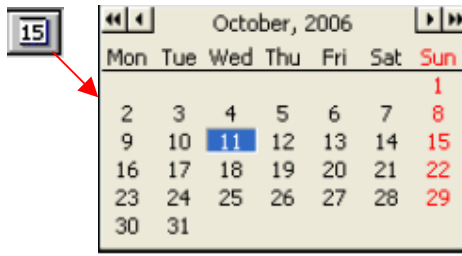 15
October, 2006
Mon Tue Wed Thu Fri Sat Sun
1
2 3 4 5 6 7 8
9 10 11 12 13 14 15
16 17 18 19 20 21 22
23 24 25 26 27 28 29
30 31